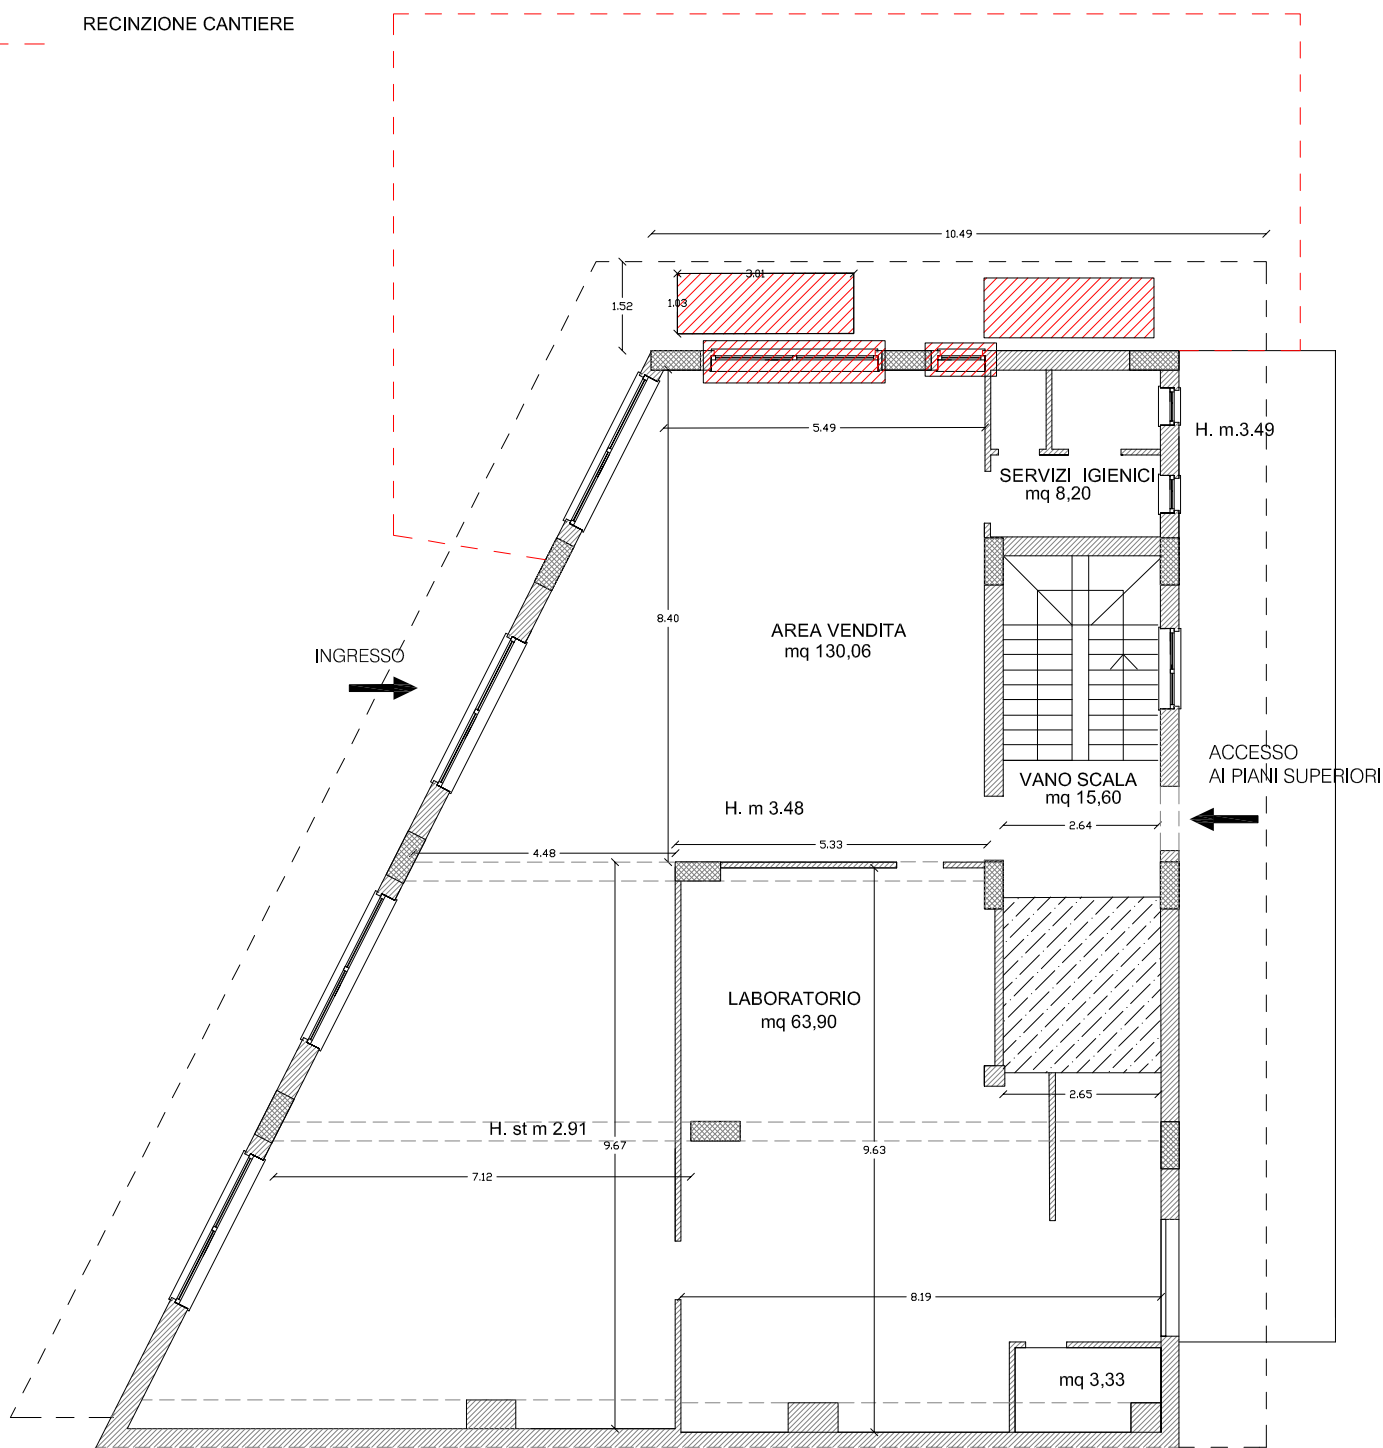 RECINZIONE CANTIERE
10.49
3.01
1.52
1.03
5.49
H. m.3.49
SERVIZI IGIENICI
mq 8,20
8.40
AREA VENDITA
mq 130,06
INGRESSO
ACCESSO
AI PIANI SUPERIORI
VANO SCALA
mq 15,60
H. m 3.48
2.64
5.33
4.48
LABORATORIO
mq 63,90
2.65
H. st m 2.91
9.67
9.63
7.12
8.19
mq 3,33